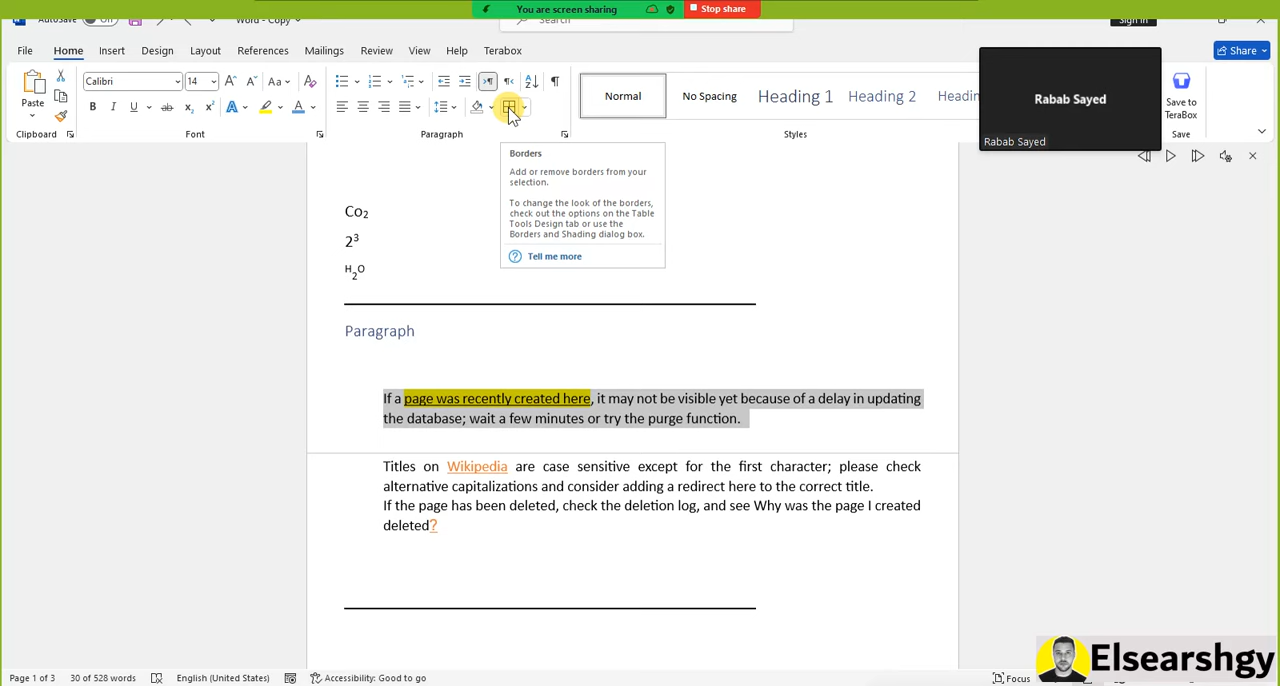 You are screen sharing
Stop share
AutoSave Off
Word - Copy
Search
Sign in
File Home Insert Design Layout References Mailings Review View Help Terabox
Share
Paste
Calibri 14 Aa
Normal No Spacing Heading 1 Heading 2
Save to
TeraBox
Clipboard Font Paragraph Styles Save
Rabab Sayed
Rabab Sayed
Borders
Add or remove borders from your
selection.
To change the look of the borders,
check out the options on the Table
Tools Design tab or use the
Borders and Shading dialog box.
Tell me more
Co₂
2³
ᴴ₂ᴼ
Paragraph
If a page was recently created here, it may not be visible yet because of a delay in updating
the database; wait a few minutes or try the purge function.
Titles on Wikipedia are case sensitive except for the first character; please check
alternative capitalizations and consider adding a redirect here to the correct title.
If the page has been deleted, check the deletion log, and see Why was the page I created
deleted?
Page 1 of 3 30 of 528 words English (United States) Accessibility: Good to go Focus
Elsearshgy